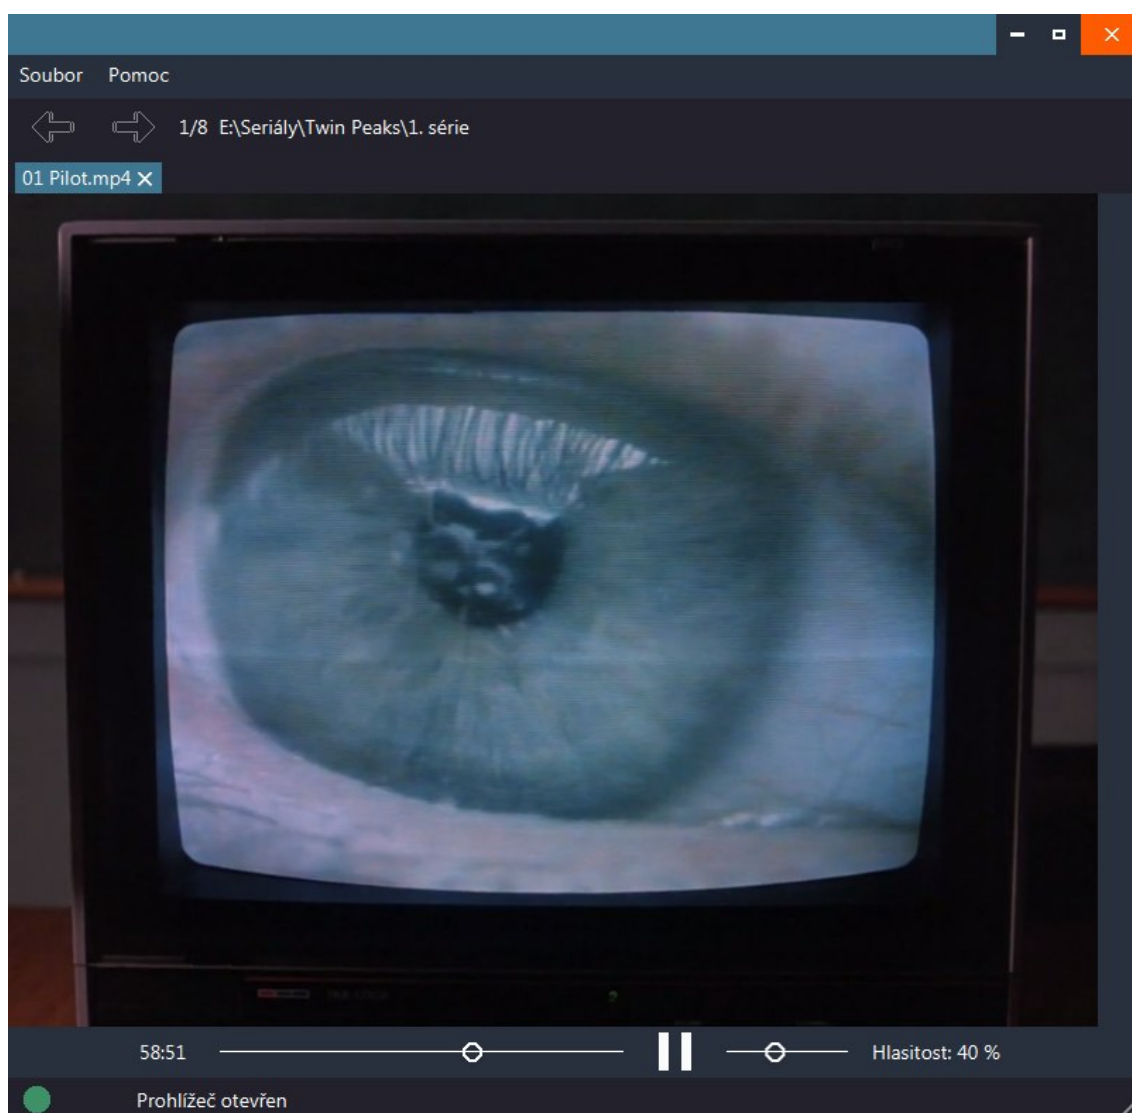 Soubor Pomoc
1/8 E:\Seriály\Twin Peaks\1. série
01 Pilot.mp4
58:51 Hlasitost: 40 %
Prohlížeč otevřen